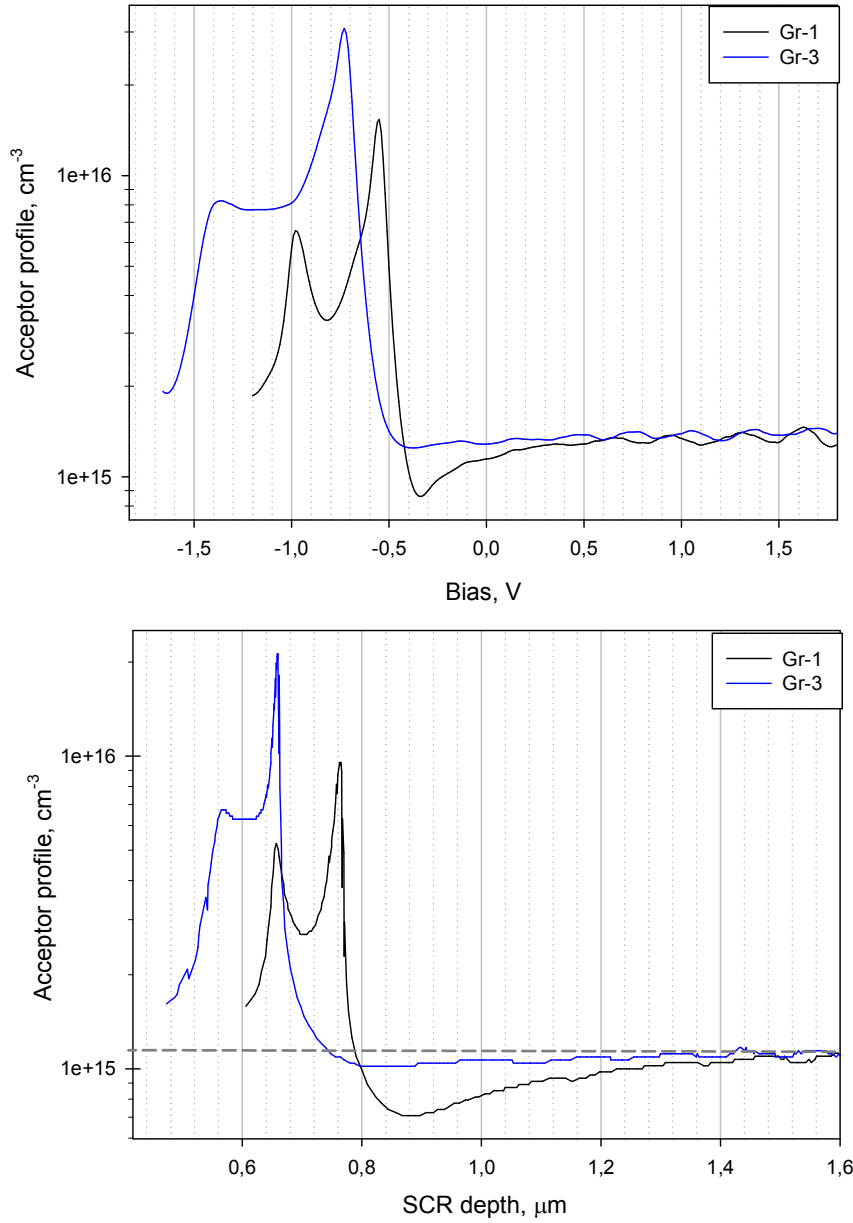 Gr-1
Gr-3
Acceptor profile, cm-3
1e+16
1e+15
-1,5 -1,0 -0,5 0,0 0,5 1,0 1,5
Bias, V
Gr-1
Gr-3
Acceptor profile, cm-3
1e+16
1e+15
0,6 0,8 1,0 1,2 1,4 1,6
SCR depth, μm